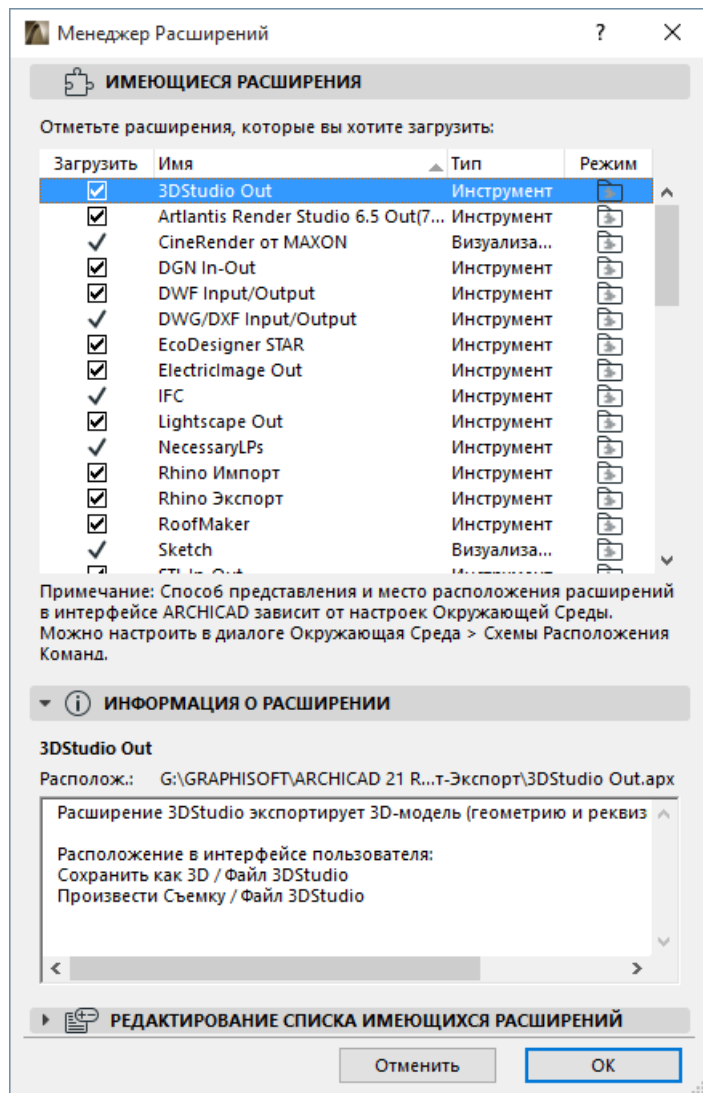 Менеджер Расширений
ИМЕЮЩИЕСЯ РАСШИРЕНИЯ
Отметьте расширения, которые вы хотите загрузить:
Загрузить Имя Тип Режим
3DStudio Out Инструмент
Artlantis Render Studio 6.5 Out(7... Инструмент
CineRender от MAXON Визуализа...
DGN In-Out Инструмент
DWF Input/Output Инструмент
DWG/DXF Input/Output Инструмент
EcoDesigner STAR Инструмент
ElectricImage Out Инструмент
IFC Инструмент
Lightscape Out Инструмент
NecessaryLPs Инструмент
Rhino Импорт Инструмент
Rhino Экспорт Инструмент
RoofMaker Инструмент
Sketch Визуализа...
Примечание: Способ представления и место расположения расширений
в интерфейсе ARCHICAD зависит от настроек Окружающей Среды.
Можно настроить в диалоге Окружающая Среда > Схемы Расположения
Команд.
ИНФОРМАЦИЯ О РАСШИРЕНИИ
3DStudio Out
Располож.: G:\GRAPHISOFT\ARCHICAD 21 R...т-Экспорт\3DStudio Out.apx
Расширение 3DStudio экспортирует 3D-модель (геометрию и реквиз
Расположение в интерфейсе пользователя:
Сохранить как 3D / Файл 3DStudio
Произвести Съемку / Файл 3DStudio
РЕДАКТИРОВАНИЕ СПИСКА ИМЕЮЩИХСЯ РАСШИРЕНИЙ
Отменить OK